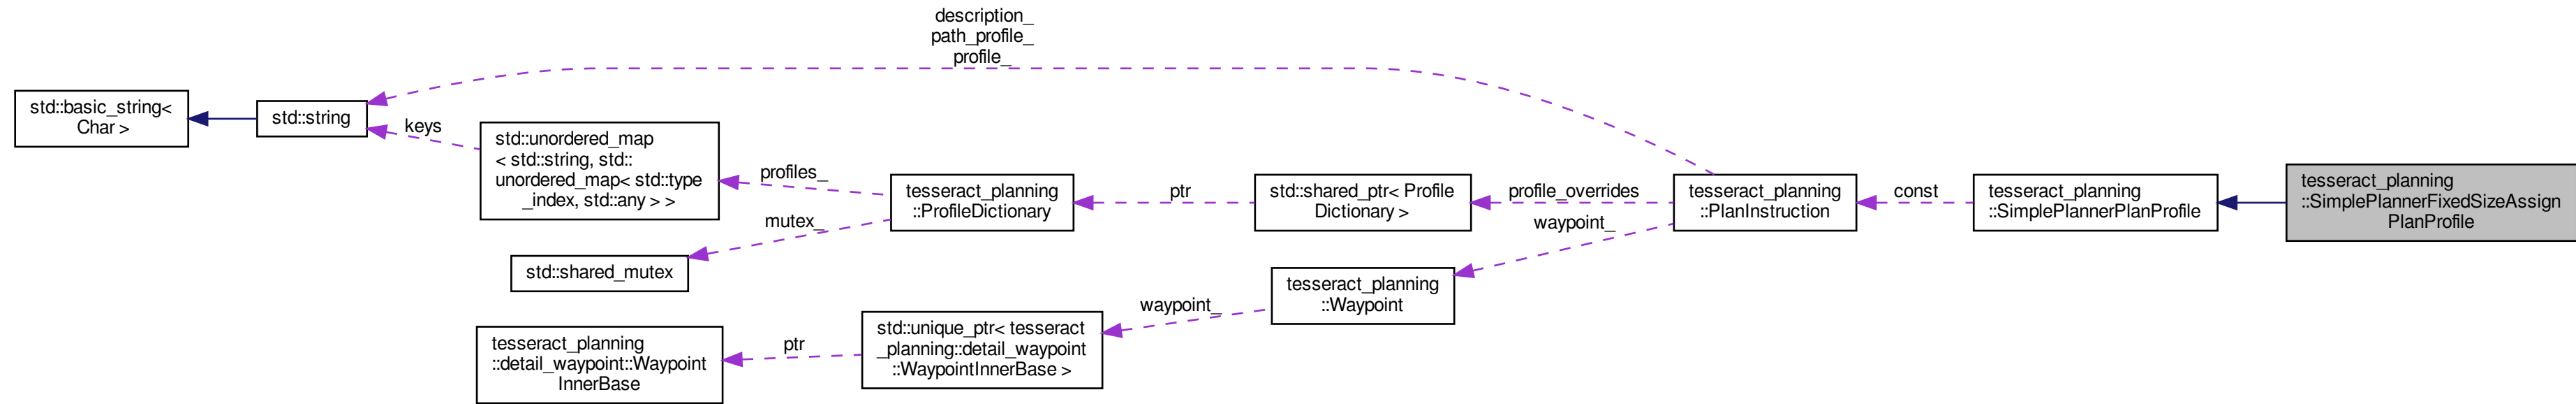 description_
path_profile_
profile_
std::basic_string<
Char >
std::string
keys
std::unordered_map
< std::string, std::
unordered_map< std::type
_index, std::any > >
profiles_
mutex_
std::shared_mutex
tesseract_planning
::ProfileDictionary
ptr
std::shared_ptr< Profile
Dictionary >
profile_overrides
waypoint_
tesseract_planning
::PlanInstruction
const
tesseract_planning
::SimplePlannerPlanProfile
tesseract_planning
::SimplePlannerFixedSizeAssign
PlanProfile
tesseract_planning
::Waypoint
waypoint_
std::unique_ptr< tesseract
_planning::detail_waypoint
::WaypointInnerBase >
ptr
tesseract_planning
::detail_waypoint::Waypoint
InnerBase